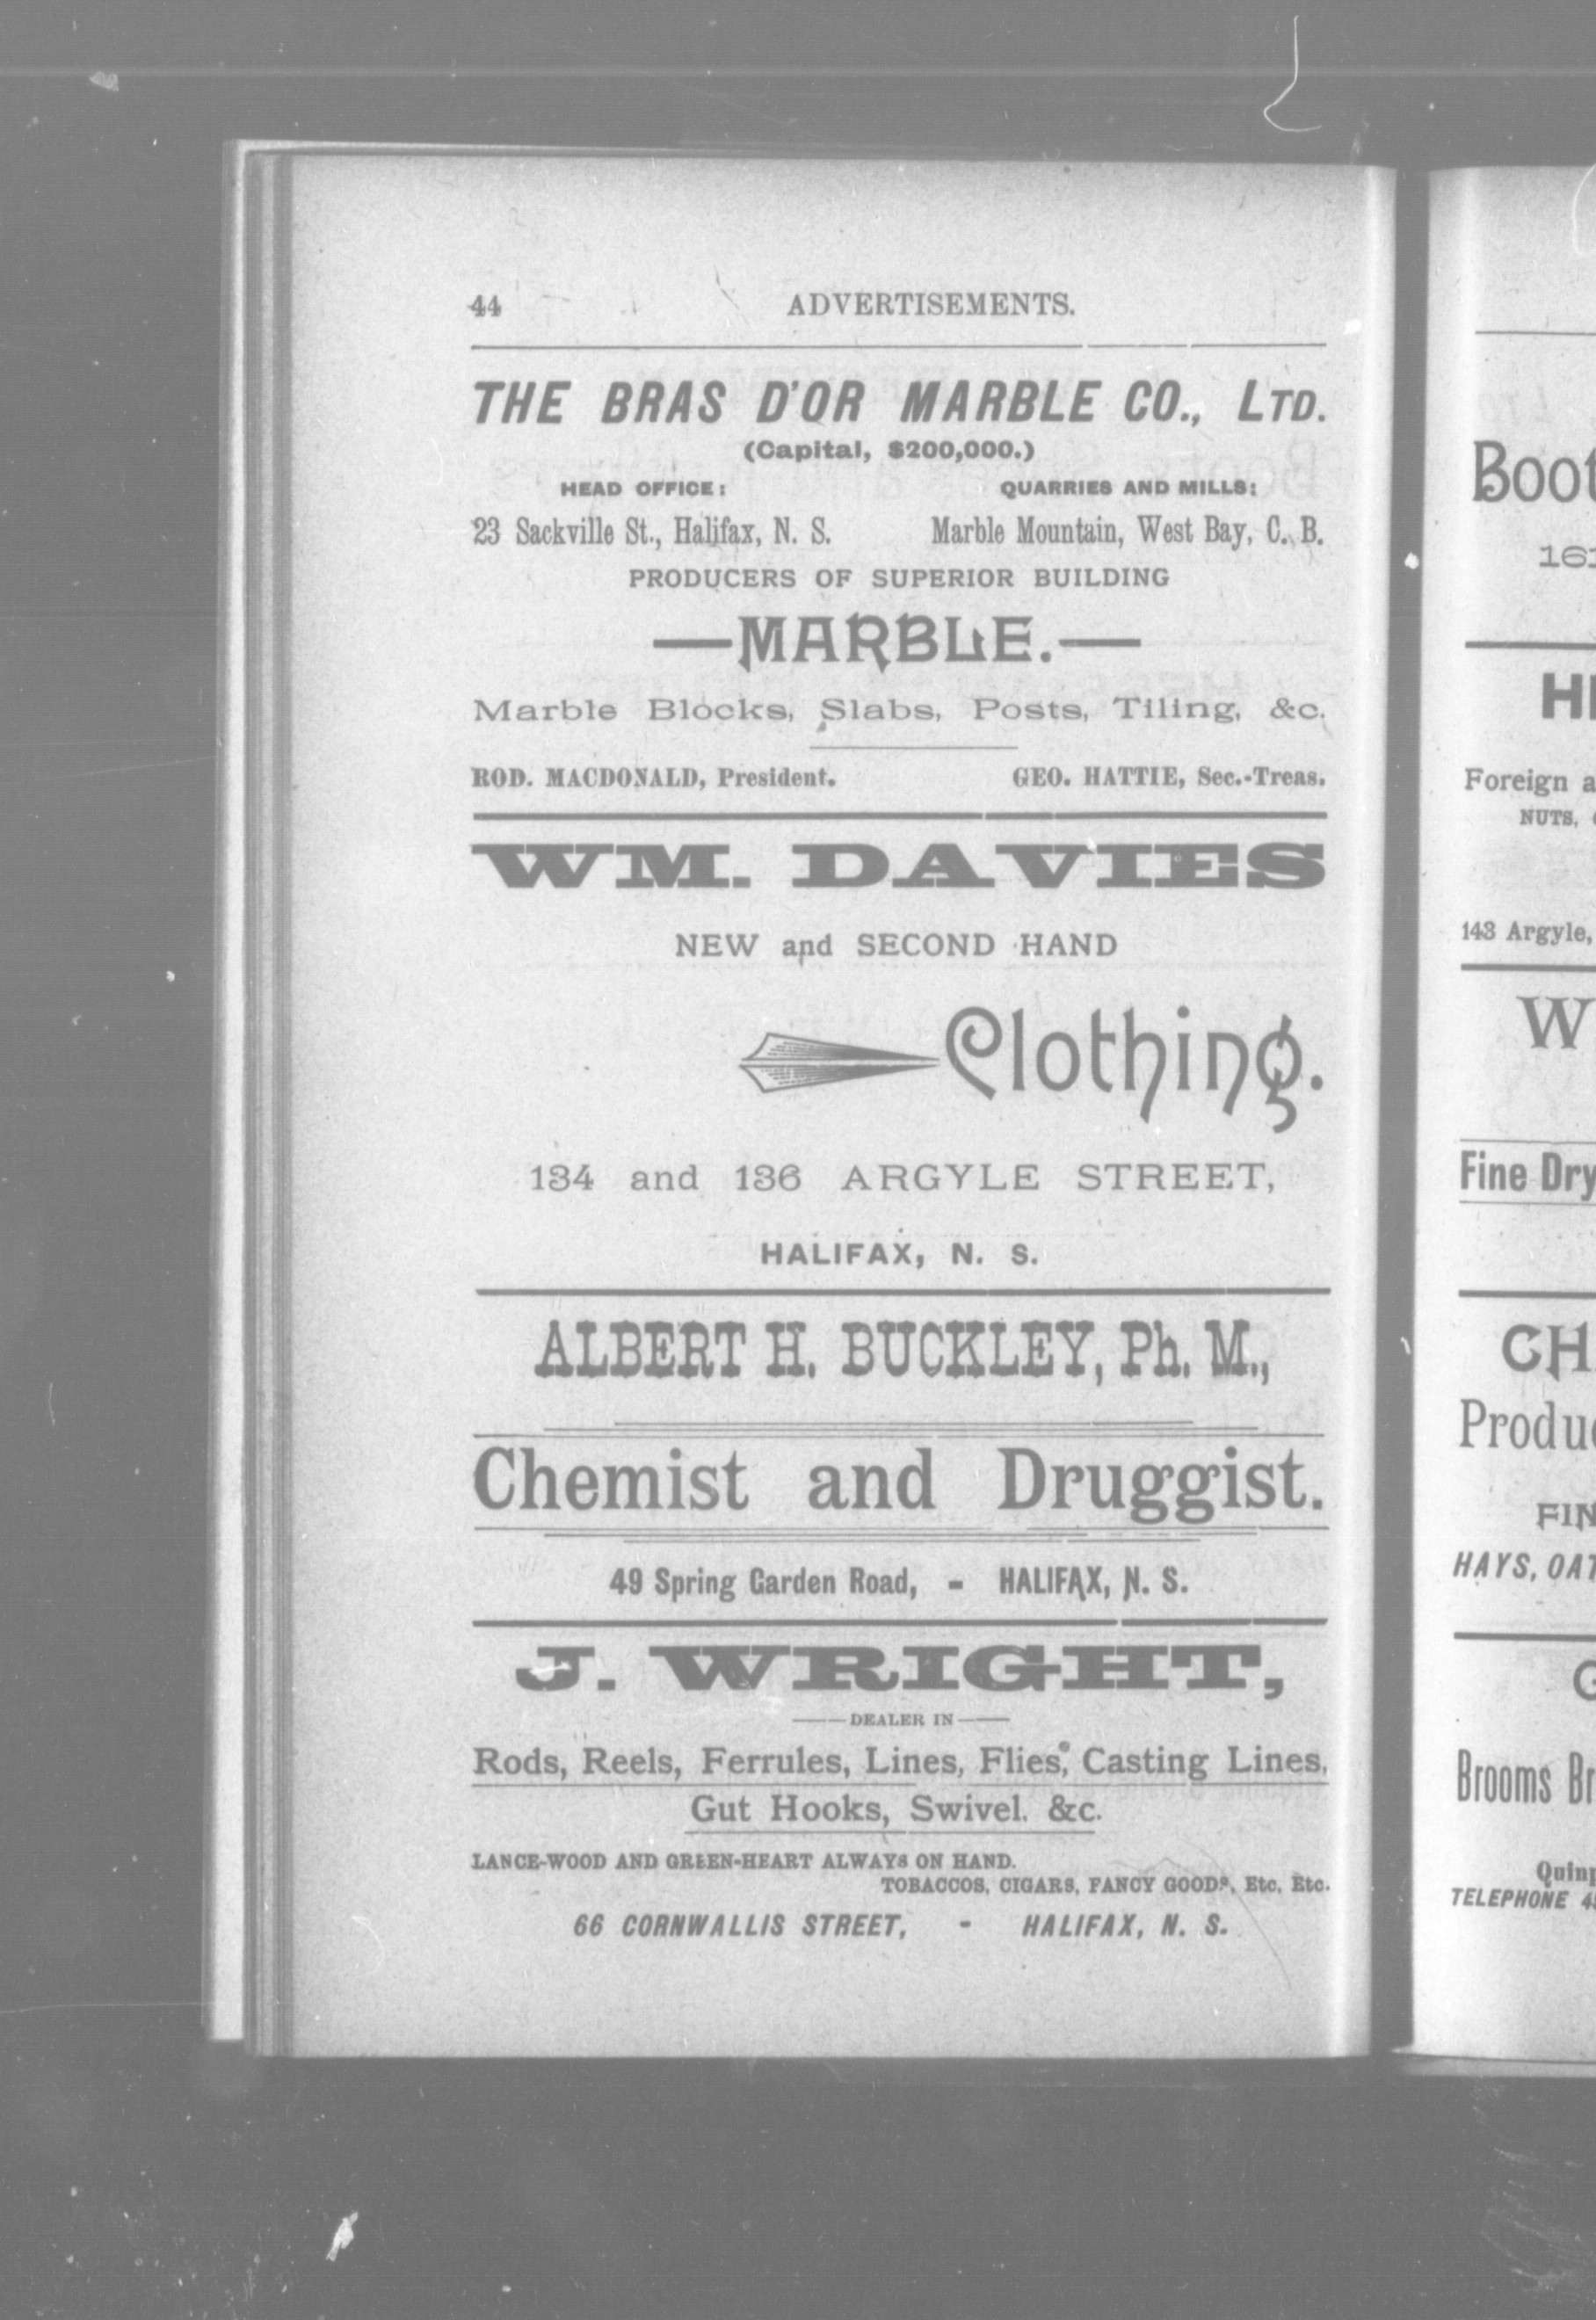 44 ADVERTISEMENTS.
THE BRAS D'OR MARBLE CO., LTD.
(Capital, $200,000.)
HEAD OFFICE: QUARRIES AND MILLS:
23 Sackville St., Halifax, N. S. Marble Mountain, West Bay, C. B.
PRODUCERS OF SUPERIOR BUILDING
—MARBLE.—
Marble Blocks, Slabs, Posts, Tiling, &c.
ROD. MACDONALD, President. GEO. HATTIE, Sec.-Treas.
WM. DAVIES
NEW and SECOND HAND
Clothing.
134 and 136 ARGYLE STREET,
HALIFAX, N. S.
ALBERT H. BUCKLEY, Ph. M.,
Chemist and Druggist.
49 Spring Garden Road, - HALIFAX, N. S.
J. WRIGHT,
——DEALER IN——
Rods, Reels, Ferrules, Lines, Flies, Casting Lines,
Gut Hooks, Swivel. &c.
LANCE-WOOD AND GREEN-HEART ALWAYS ON HAND.
TOBACCOS, CIGARS, FANCY GOODS, Etc, Etc.
66 CORNWALLIS STREET, - HALIFAX, N. S.
Foreign
NUTS,
143 Argyle,
Fine Dry
HAYS,
Brooms
TELEPHONE